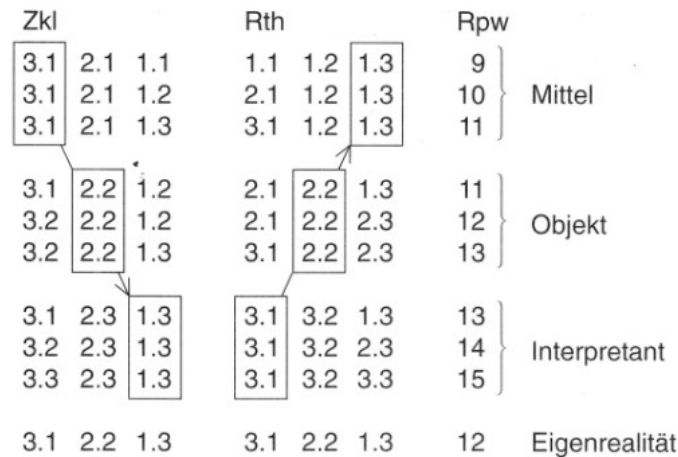 Zkl Rth Rpw
3.1 2.1 1.1 1.1 1.2 1.3 9
3.1 2.1 1.2 2.1 1.2 1.3 10 Mittel
3.1 2.1 1.3 3.1 1.2 1.3 11
3.1 2.2 1.2 2.1 2.2 1.3 11
3.2 2.2 1.2 2.1 2.2 2.3 12 Objekt
3.2 2.2 1.3 3.1 2.2 2.3 13
3.1 2.3 1.3 3.1 3.2 1.3 13
3.2 2.3 1.3 3.1 3.2 2.3 14 Interpretant
3.3 2.3 1.3 3.1 3.2 3.3 15
3.1 2.2 1.3 3.1 2.2 1.3 12 Eigenrealität